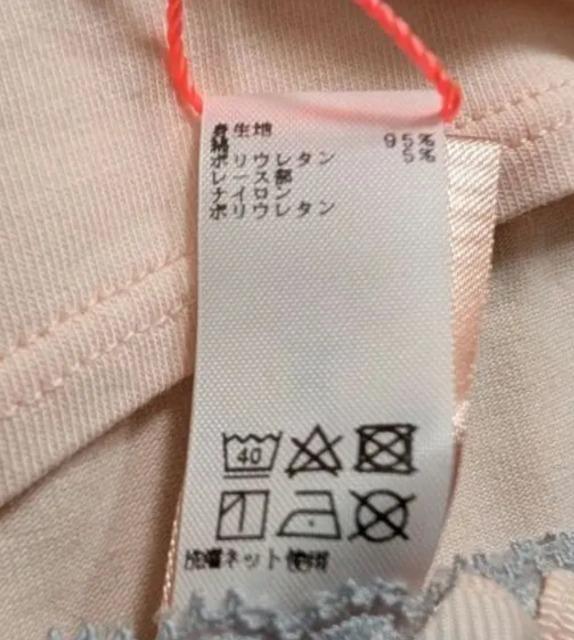 身生地
綿 95%
ポリウレタン 5%
レース部
ナイロン
ポリウレタン
40
洗濯ネット使用